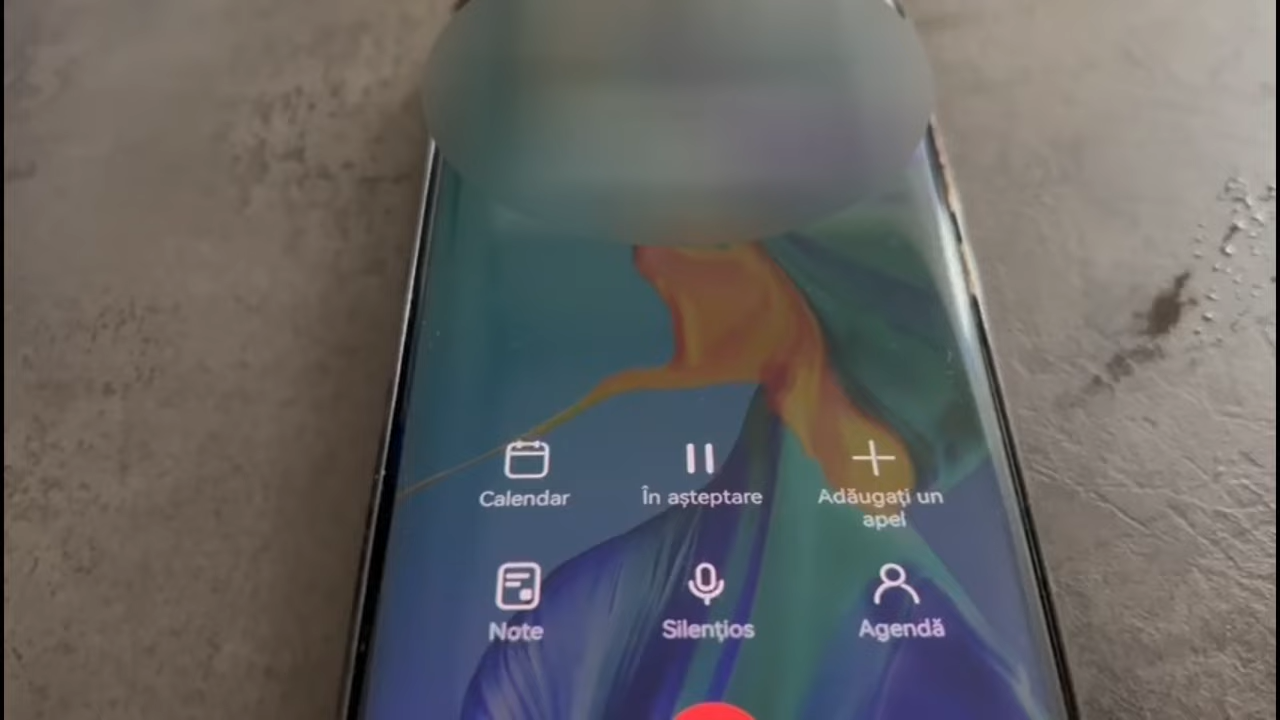 Calendar
În așteptare
Adăugați un
apel
Note
Silențios
Agendă